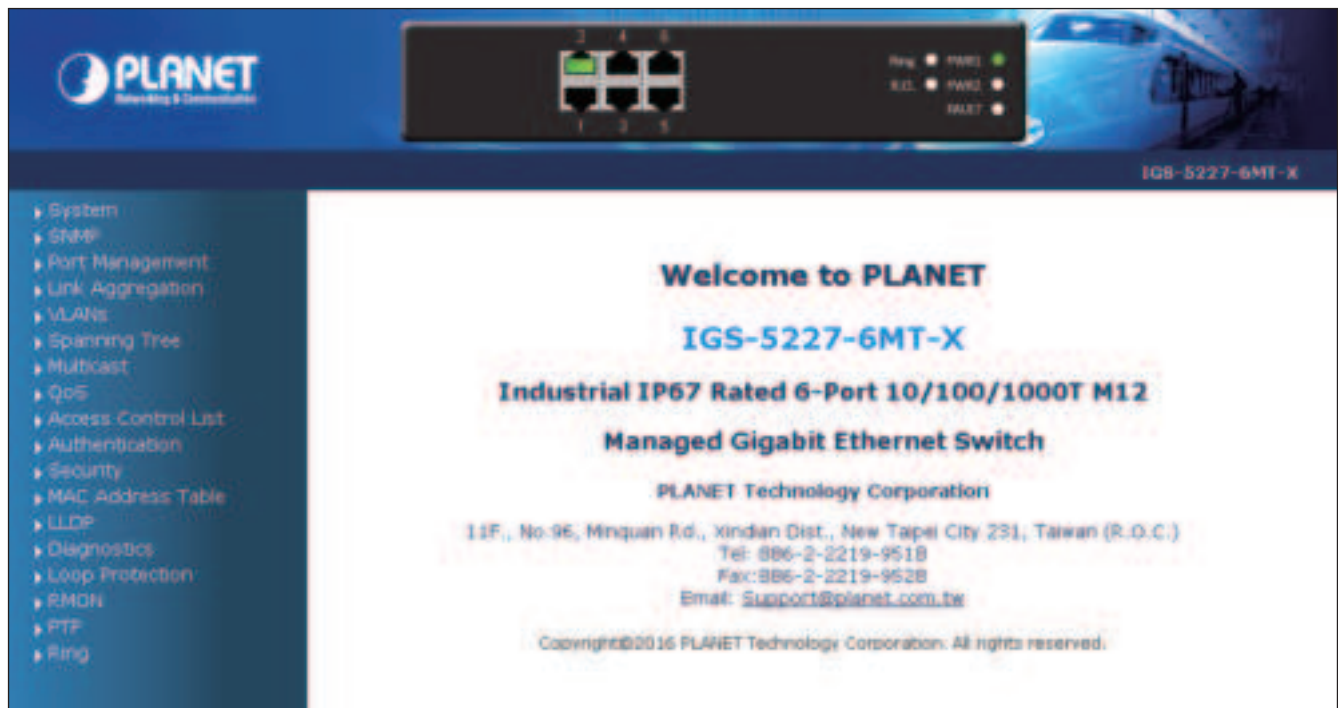 PLANET
Networking & Communication
2 4 6
Ring PWR1
R.O. PWR2
FAULT
1 3 5
IGS-5227-6MT-X
System
SNMP
Port Management
Link Aggregation
VLANs
Spanning Tree
Multicast
QoS
Access Control List
Authentication
Security
MAC Address Table
LLDP
Diagnostics
Loop Protection
RMON
PTP
Ring
Welcome to PLANET
IGS-5227-6MT-X
Industrial IP67 Rated 6-Port 10/100/1000T M12
Managed Gigabit Ethernet Switch
PLANET Technology Corporation
11F., No.96, Minquan Rd., Xindian Dist., New Taipei City 231, Taiwan (R.O.C.)
Tel: 886-2-2219-9518
Fax:886-2-2219-9528
Email: Support@planet.com.tw
Copyright©2016 PLANET Technology Corporation. All rights reserved.